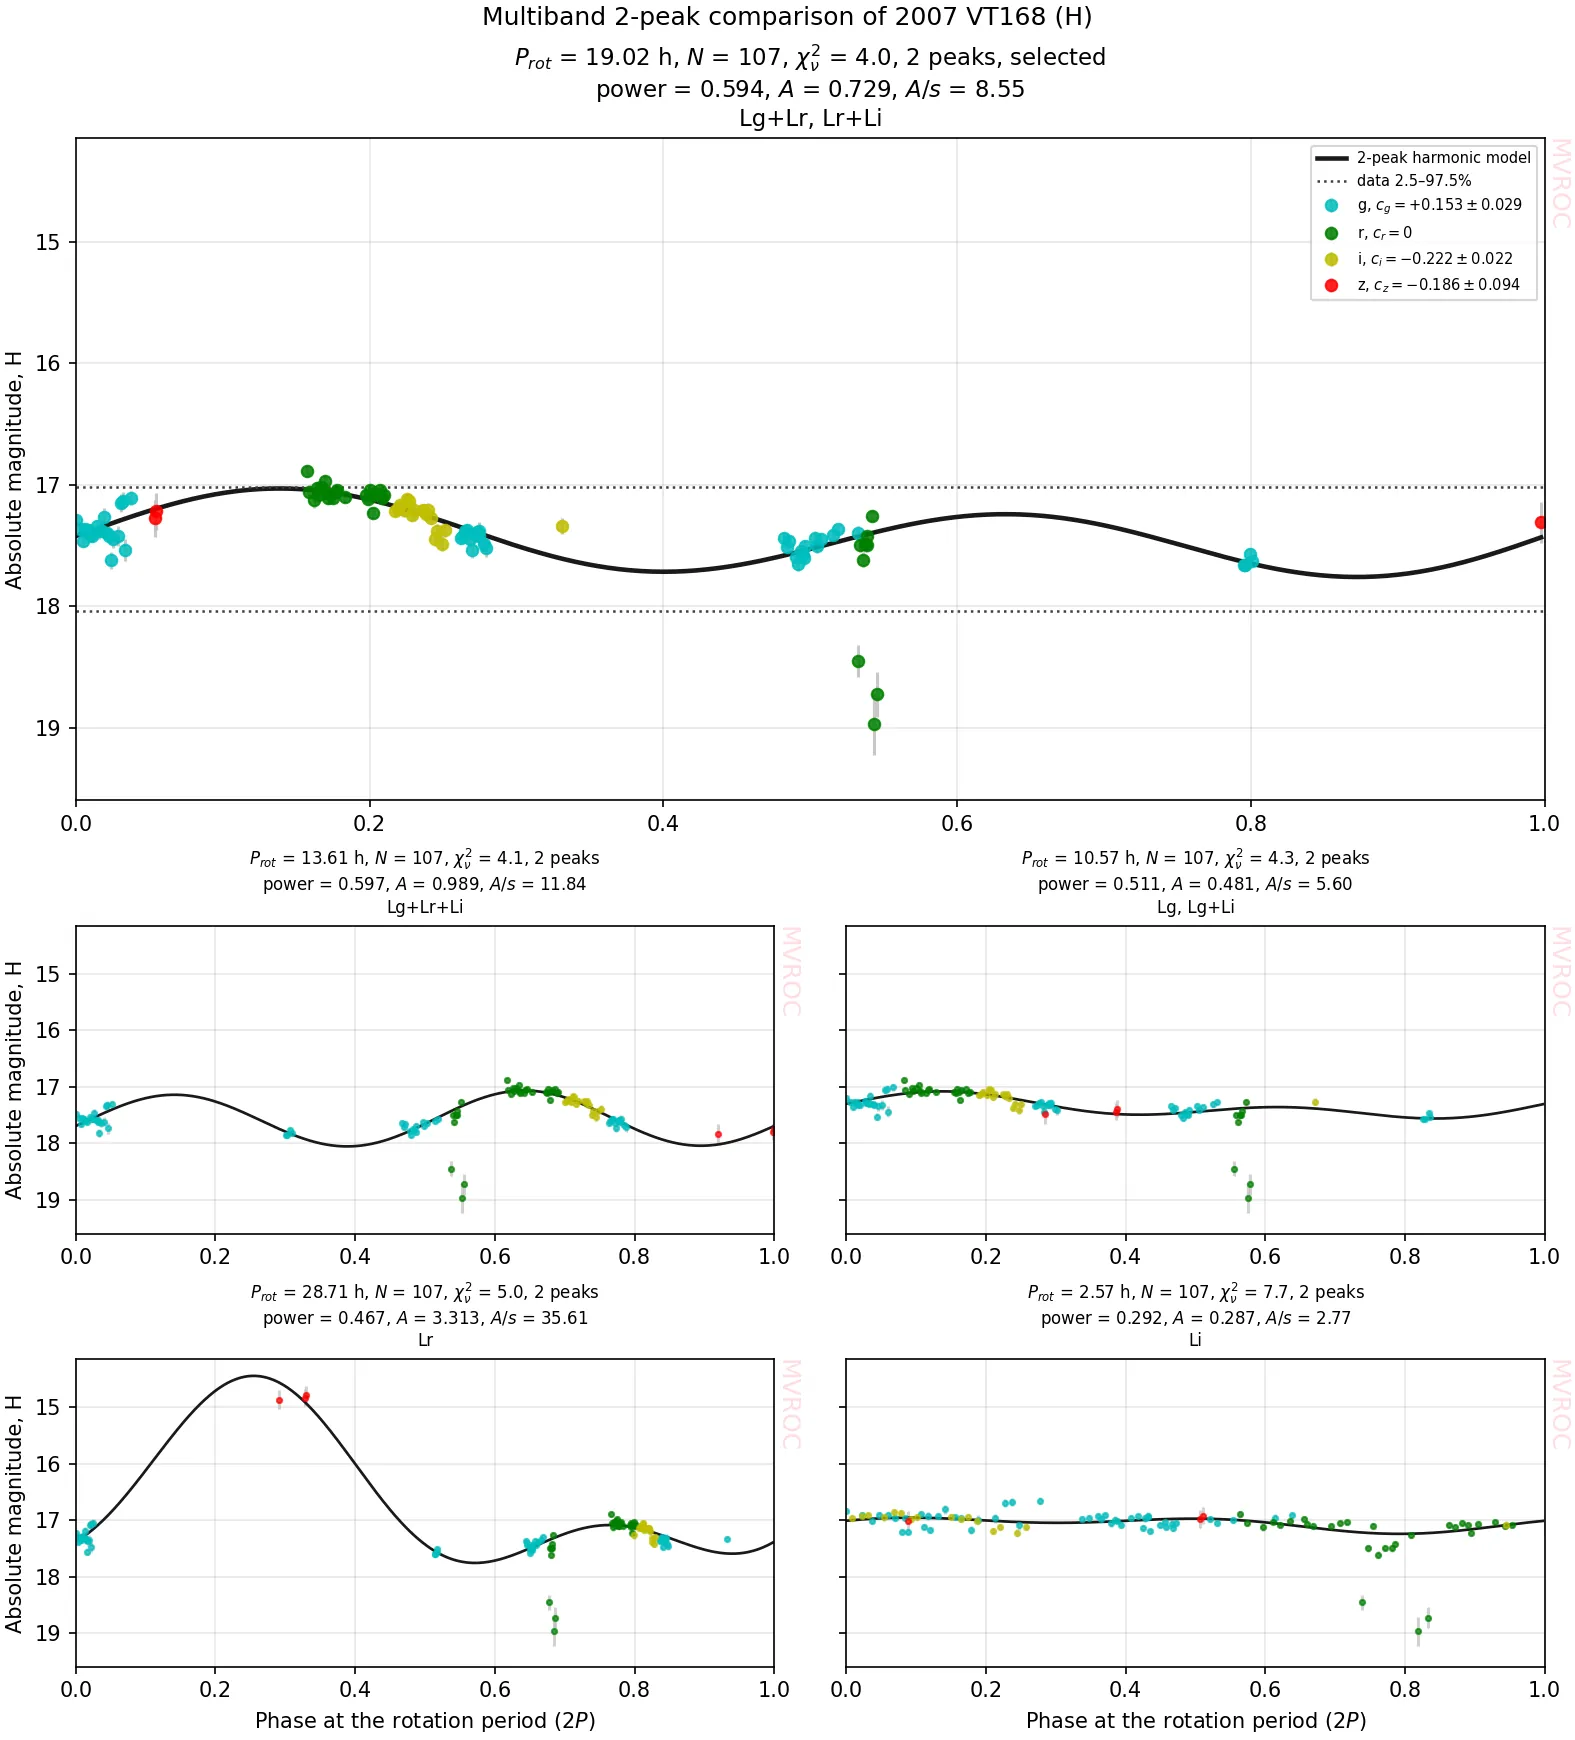 Multiband 2-peak comparison of 2007 VT168 (H)
P_rot = 19.02 h, N = 107, χ²_ν = 4.0, 2 peaks, selected
power = 0.594, A = 0.729, A/s = 8.55
Lg+Lr, Lr+Li
2-peak harmonic model
data 2.5–97.5%
g, c_g = +0.153 ± 0.029
r, c_r = 0
i, c_i = −0.222 ± 0.022
z, c_z = −0.186 ± 0.094
MVROC
Absolute magnitude, H
15
16
17
18
19
0.0 0.2 0.4 0.6 0.8 1.0
P_rot = 13.61 h, N = 107, χ²_ν = 4.1, 2 peaks
power = 0.597, A = 0.989, A/s = 11.84
Lg+Lr+Li
MVROC
Absolute magnitude, H
15
16
17
18
19
0.0 0.2 0.4 0.6 0.8 1.0
P_rot = 10.57 h, N = 107, χ²_ν = 4.3, 2 peaks
power = 0.511, A = 0.481, A/s = 5.60
Lg, Lg+Li
MVROC
0.0 0.2 0.4 0.6 0.8 1.0
P_rot = 28.71 h, N = 107, χ²_ν = 5.0, 2 peaks
power = 0.467, A = 3.313, A/s = 35.61
Lr
MVROC
Absolute magnitude, H
15
16
17
18
19
0.0 0.2 0.4 0.6 0.8 1.0
Phase at the rotation period (2P)
P_rot = 2.57 h, N = 107, χ²_ν = 7.7, 2 peaks
power = 0.292, A = 0.287, A/s = 2.77
Li
MVROC
0.0 0.2 0.4 0.6 0.8 1.0
Phase at the rotation period (2P)